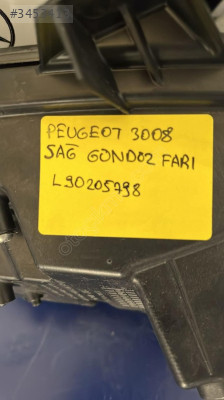 PEUGEOT 3008
SAĞ GÜNDÜZ FARI
L90205798